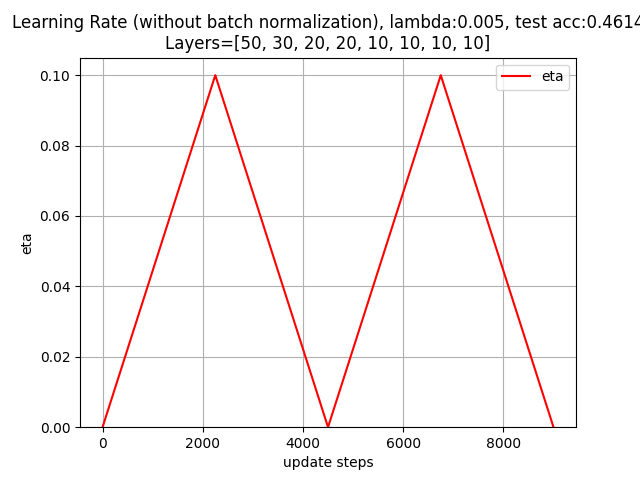 Learning Rate (without batch normalization), lambda:0.005, test acc:0.4614
Layers=[50, 30, 20, 20, 10, 10, 10, 10]
0.10
eta
0.08
0.06
eta
0.04
0.02
0.00
0 2000 4000 6000 8000
update steps